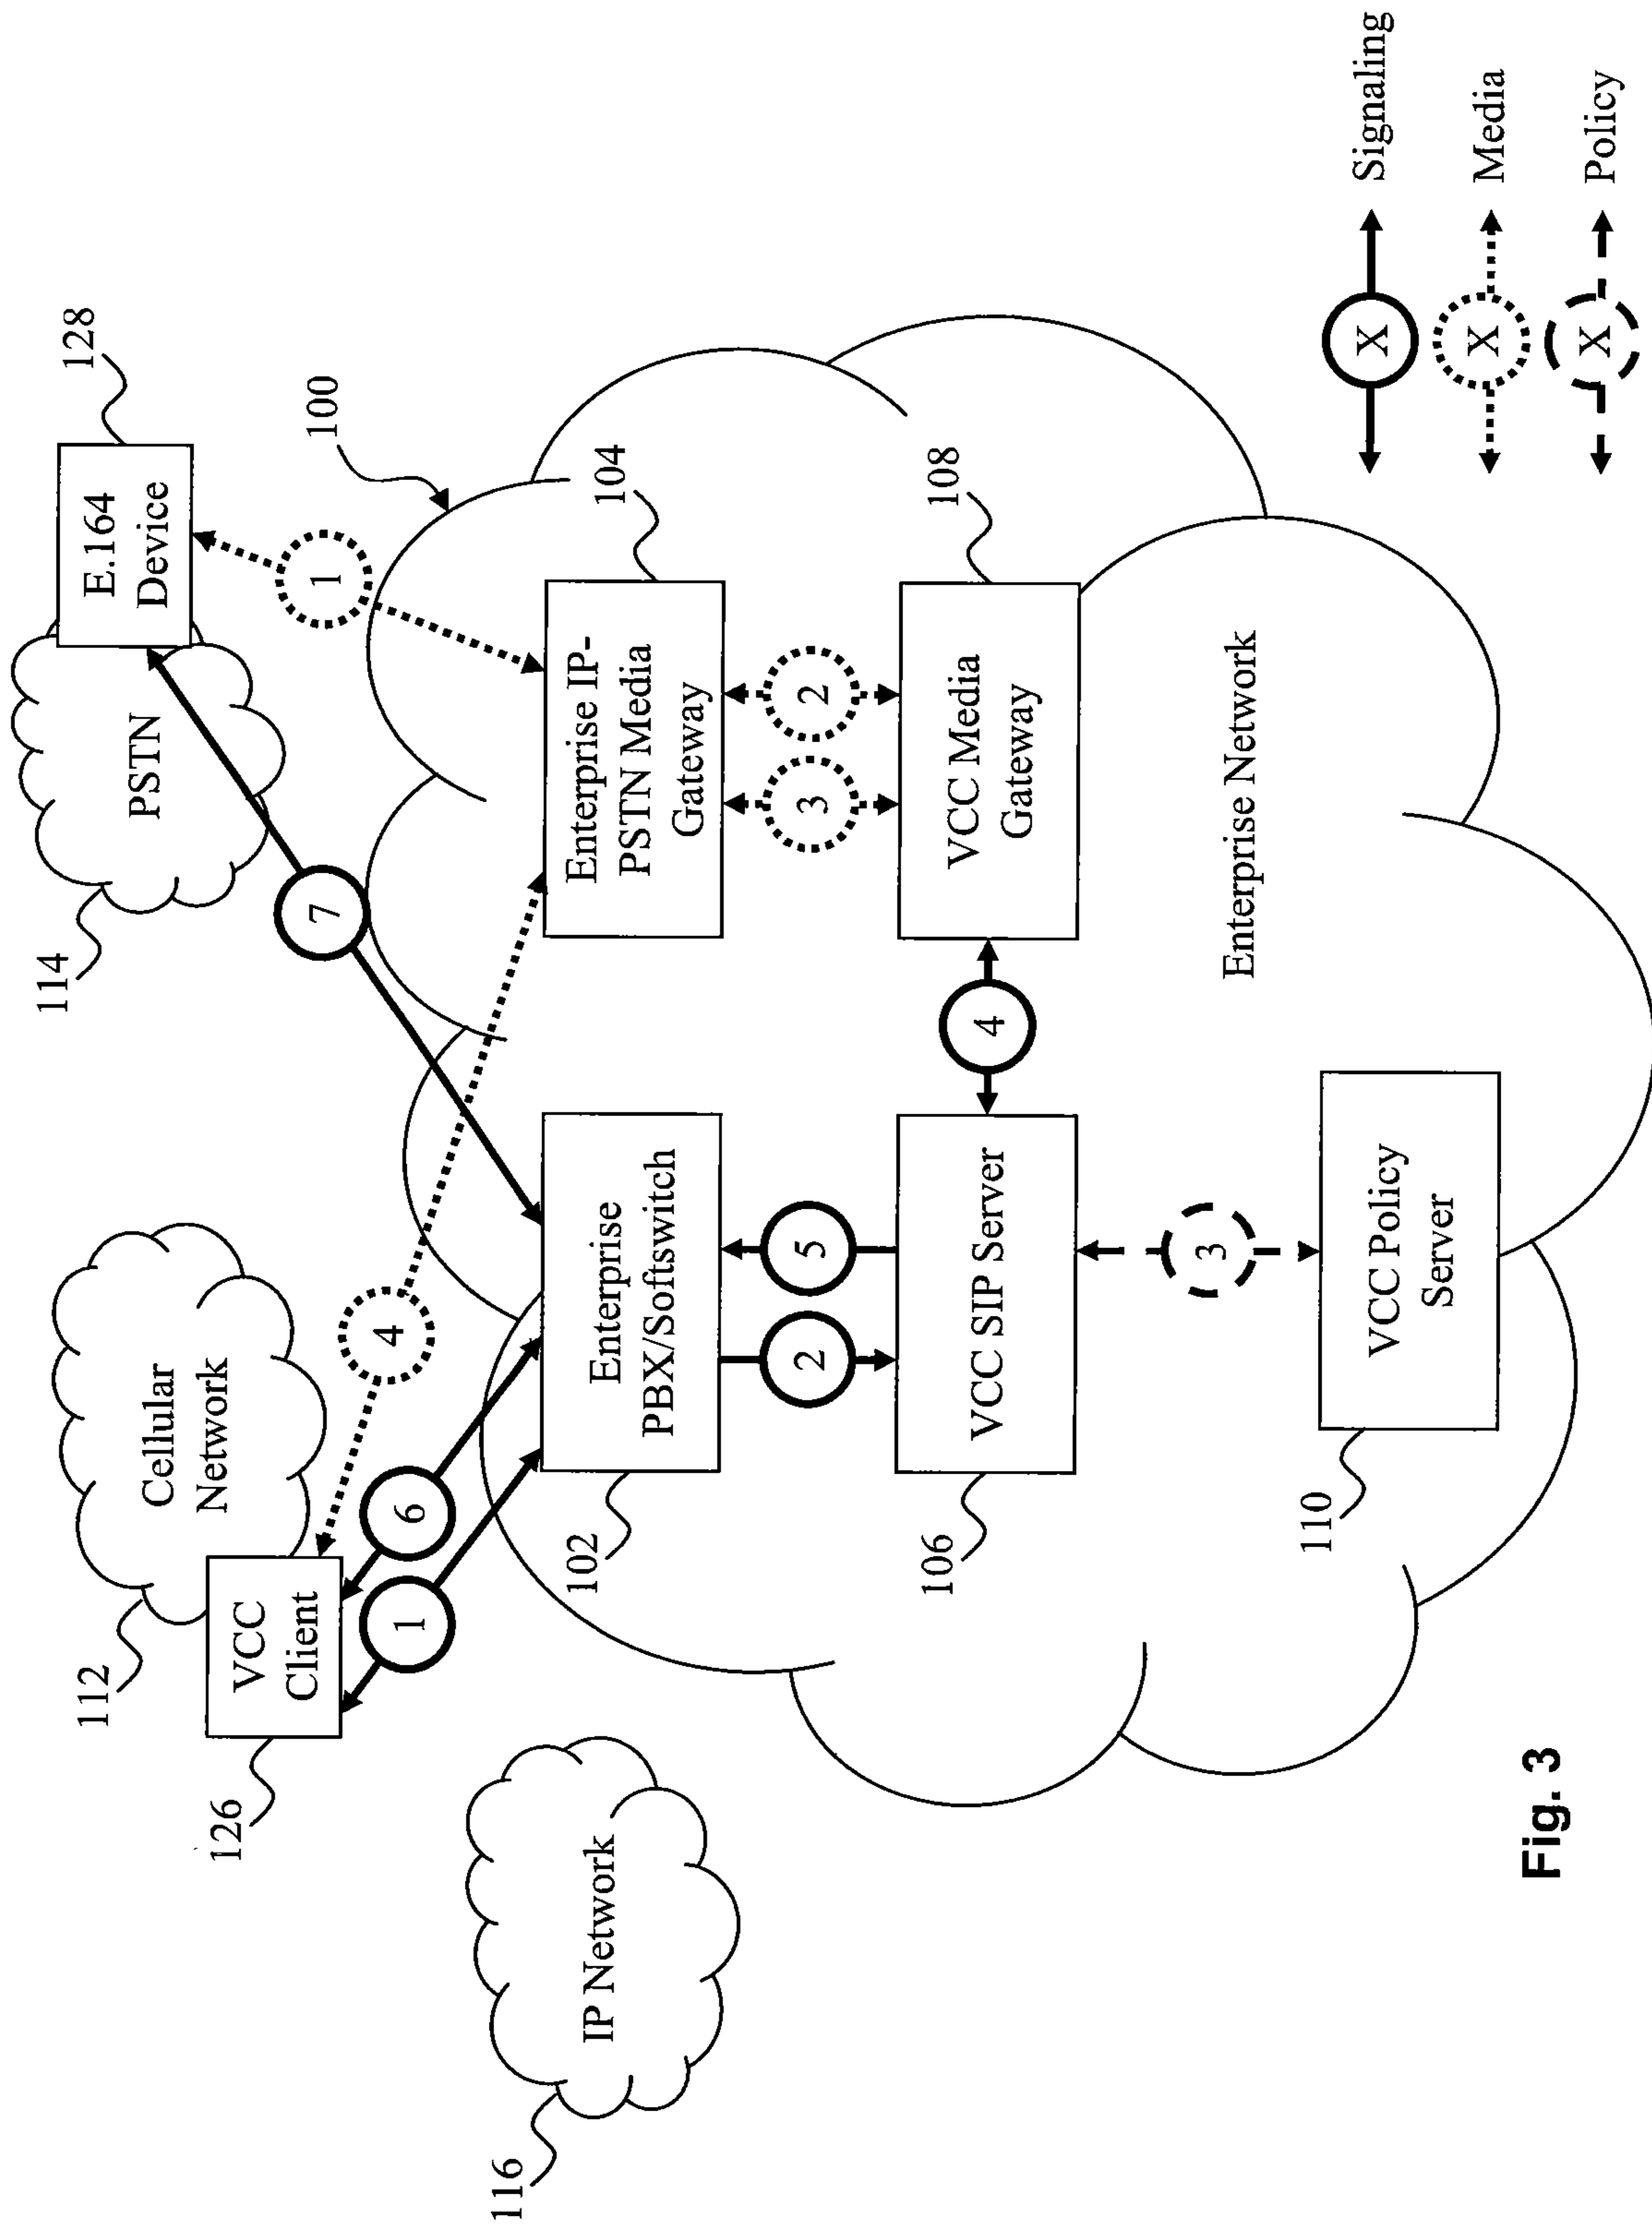 128
E.164
Device
PSTN
114
1
7
100
Cellular
Network
112
VCC
Client
126
4
6
1
IP Network
116
Enterprise IP-
PSTN Media
Gateway
104
Enterprise
PBX/Softswitch
102
3
2
5
2
VCC Media
Gateway
108
4
VCC SIP Server
106
3
Enterprise Network
VCC Policy
Server
110
X
Signaling
X
Media
X
Policy
Fig. 3